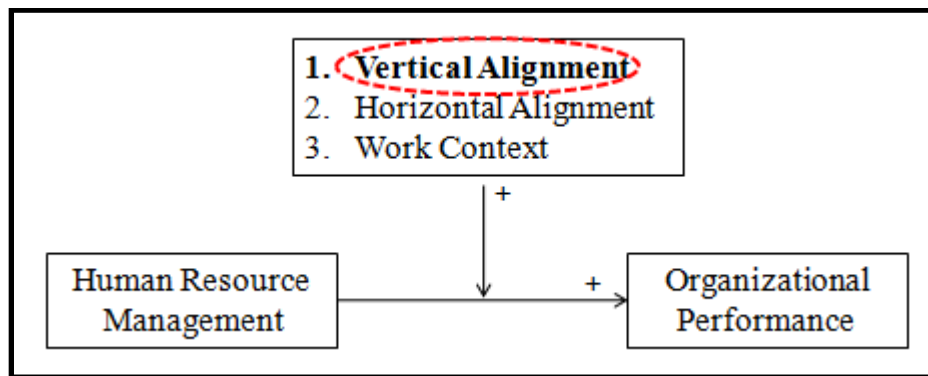 1. Vertical Alignment
2. Horizontal Alignment
3. Work Context
+
Human Resource
Management
+
Organizational
Performance